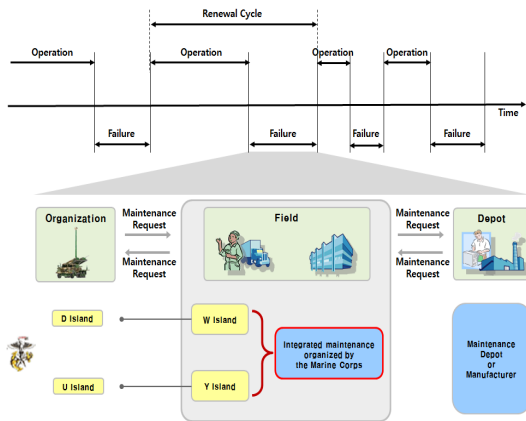 Renewal Cycle
Operation Operation Operation Operation
Time
Failure Failure Failure Failure
Organization Maintenance Request Field Maintenance Request Depot
Maintenance Request Maintenance Request
D Island W Island
Integrated maintenance
organized by
the Marine Corps
Maintenance
Depot
or
Manufacturer
U Island Y Island